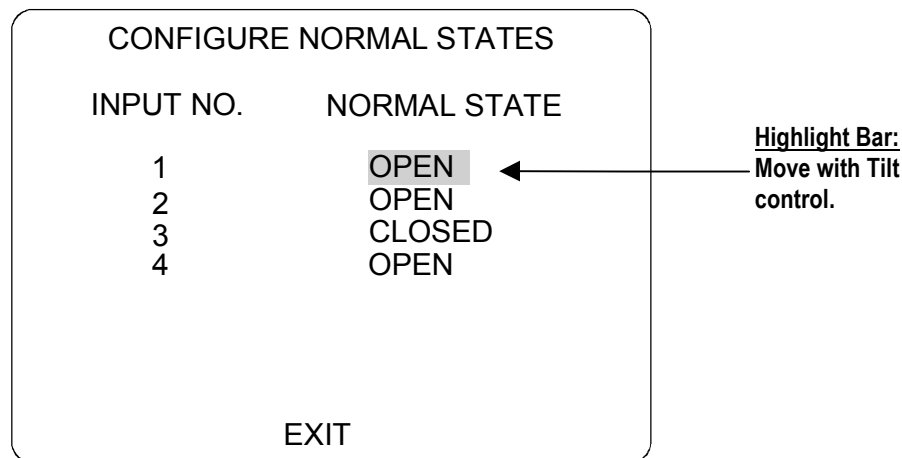 CONFIGURE NORMAL STATES
INPUT NO. NORMAL STATE
1 OPEN
2 OPEN
3 CLOSED
4 OPEN
EXIT
Highlight Bar:
Move with Tilt
control.